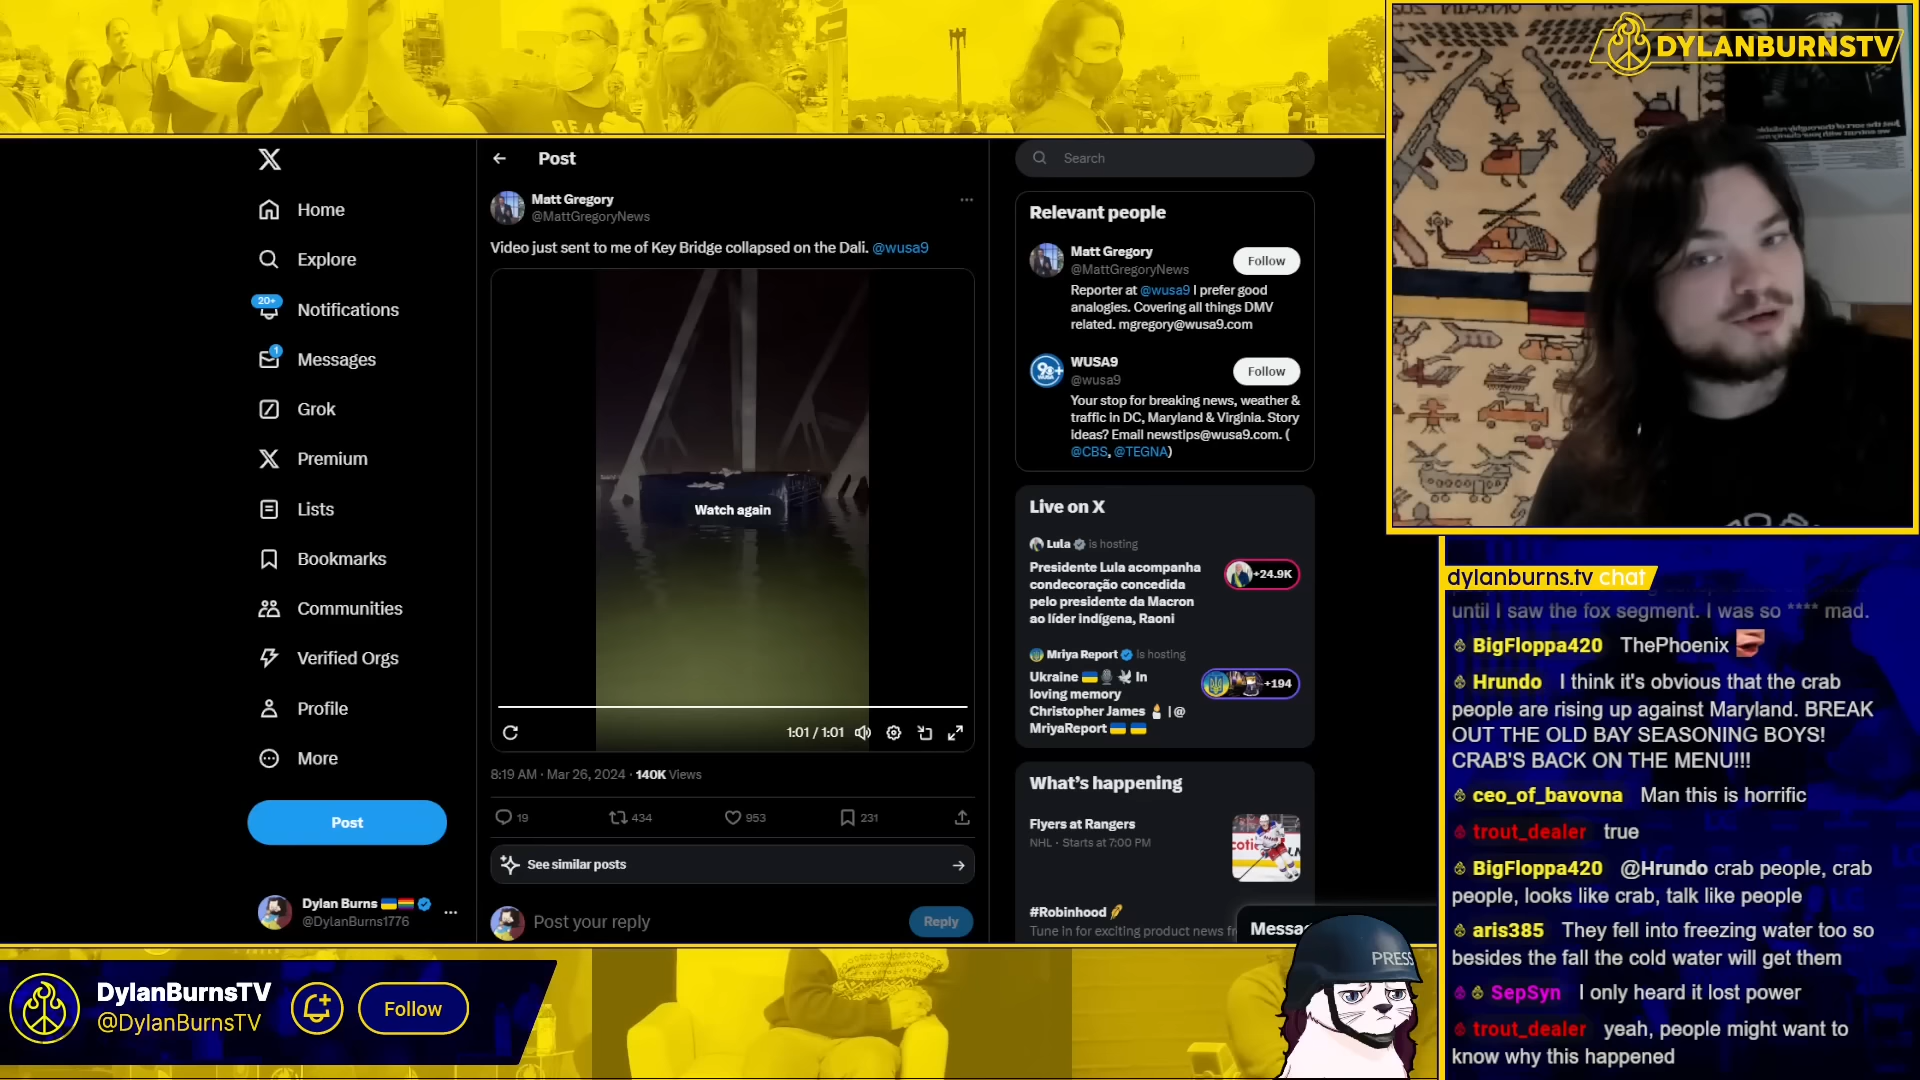 DYLANBURNSTV
Post
Search
Matt Gregory
@MattGregoryNews
Video just sent to me of Key Bridge collapsed on the Dali. @wusa9
Home
Explore
20+
Notifications
1
Messages
Grok
Premium
Lists
Bookmarks
Communities
Verified Orgs
Profile
More
Post
Dylan Burns
@DylanBurns1776
Watch again
1:01 / 1:01
8:19 AM · Mar 26, 2024 · 140K Views
19
434
953
231
See similar posts
Post your reply
Reply
Relevant people
Matt Gregory
@MattGregoryNews
Follow
Reporter at @wusa9 I prefer good
analogies. Covering all things DMV
related. mgregory@wusa9.com
WUSA9
@wusa9
Follow
Your stop for breaking news, weather &
traffic in DC, Maryland & Virginia. Story
Ideas? Email newstips@wusa9.com. (
@CBS, @TEGNA)
Live on X
Lula is hosting
Presidente Lula acompanha
condecoração concedida
pelo presidente da Macron
ao líder indígena, Raoni
+24.9K
Mriya Report is hosting
Ukraine 🇺🇦🎙🕊 In
loving memory
Christopher James 🕯 | @
MriyaReport 🇺🇦 🇺🇦
+194
What's happening
Flyers at Rangers
NHL · Starts at 7:00 PM
#Robinhood
Tune in for exciting product news
Messa
PRESS
DylanBurnsTV
@DylanBurnsTV
Follow
dylanburns.tv chat
until I saw the fox segment. I was so **** mad.
BigFloppa420 ThePhoenix
Hrundo I think it's obvious that the crab
people are rising up against Maryland. BREAK
OUT THE OLD BAY SEASONING BOYS!
CRAB'S BACK ON THE MENU!!!
ceo_of_bavovna Man this is horrific
trout_dealer true
BigFloppa420 @Hrundo crab people, crab
people, looks like crab, talk like people
aris385 They fell into freezing water too so
besides the fall the cold water will get them
SepSyn I only heard it lost power
trout_dealer yeah, people might want to
know why this happened